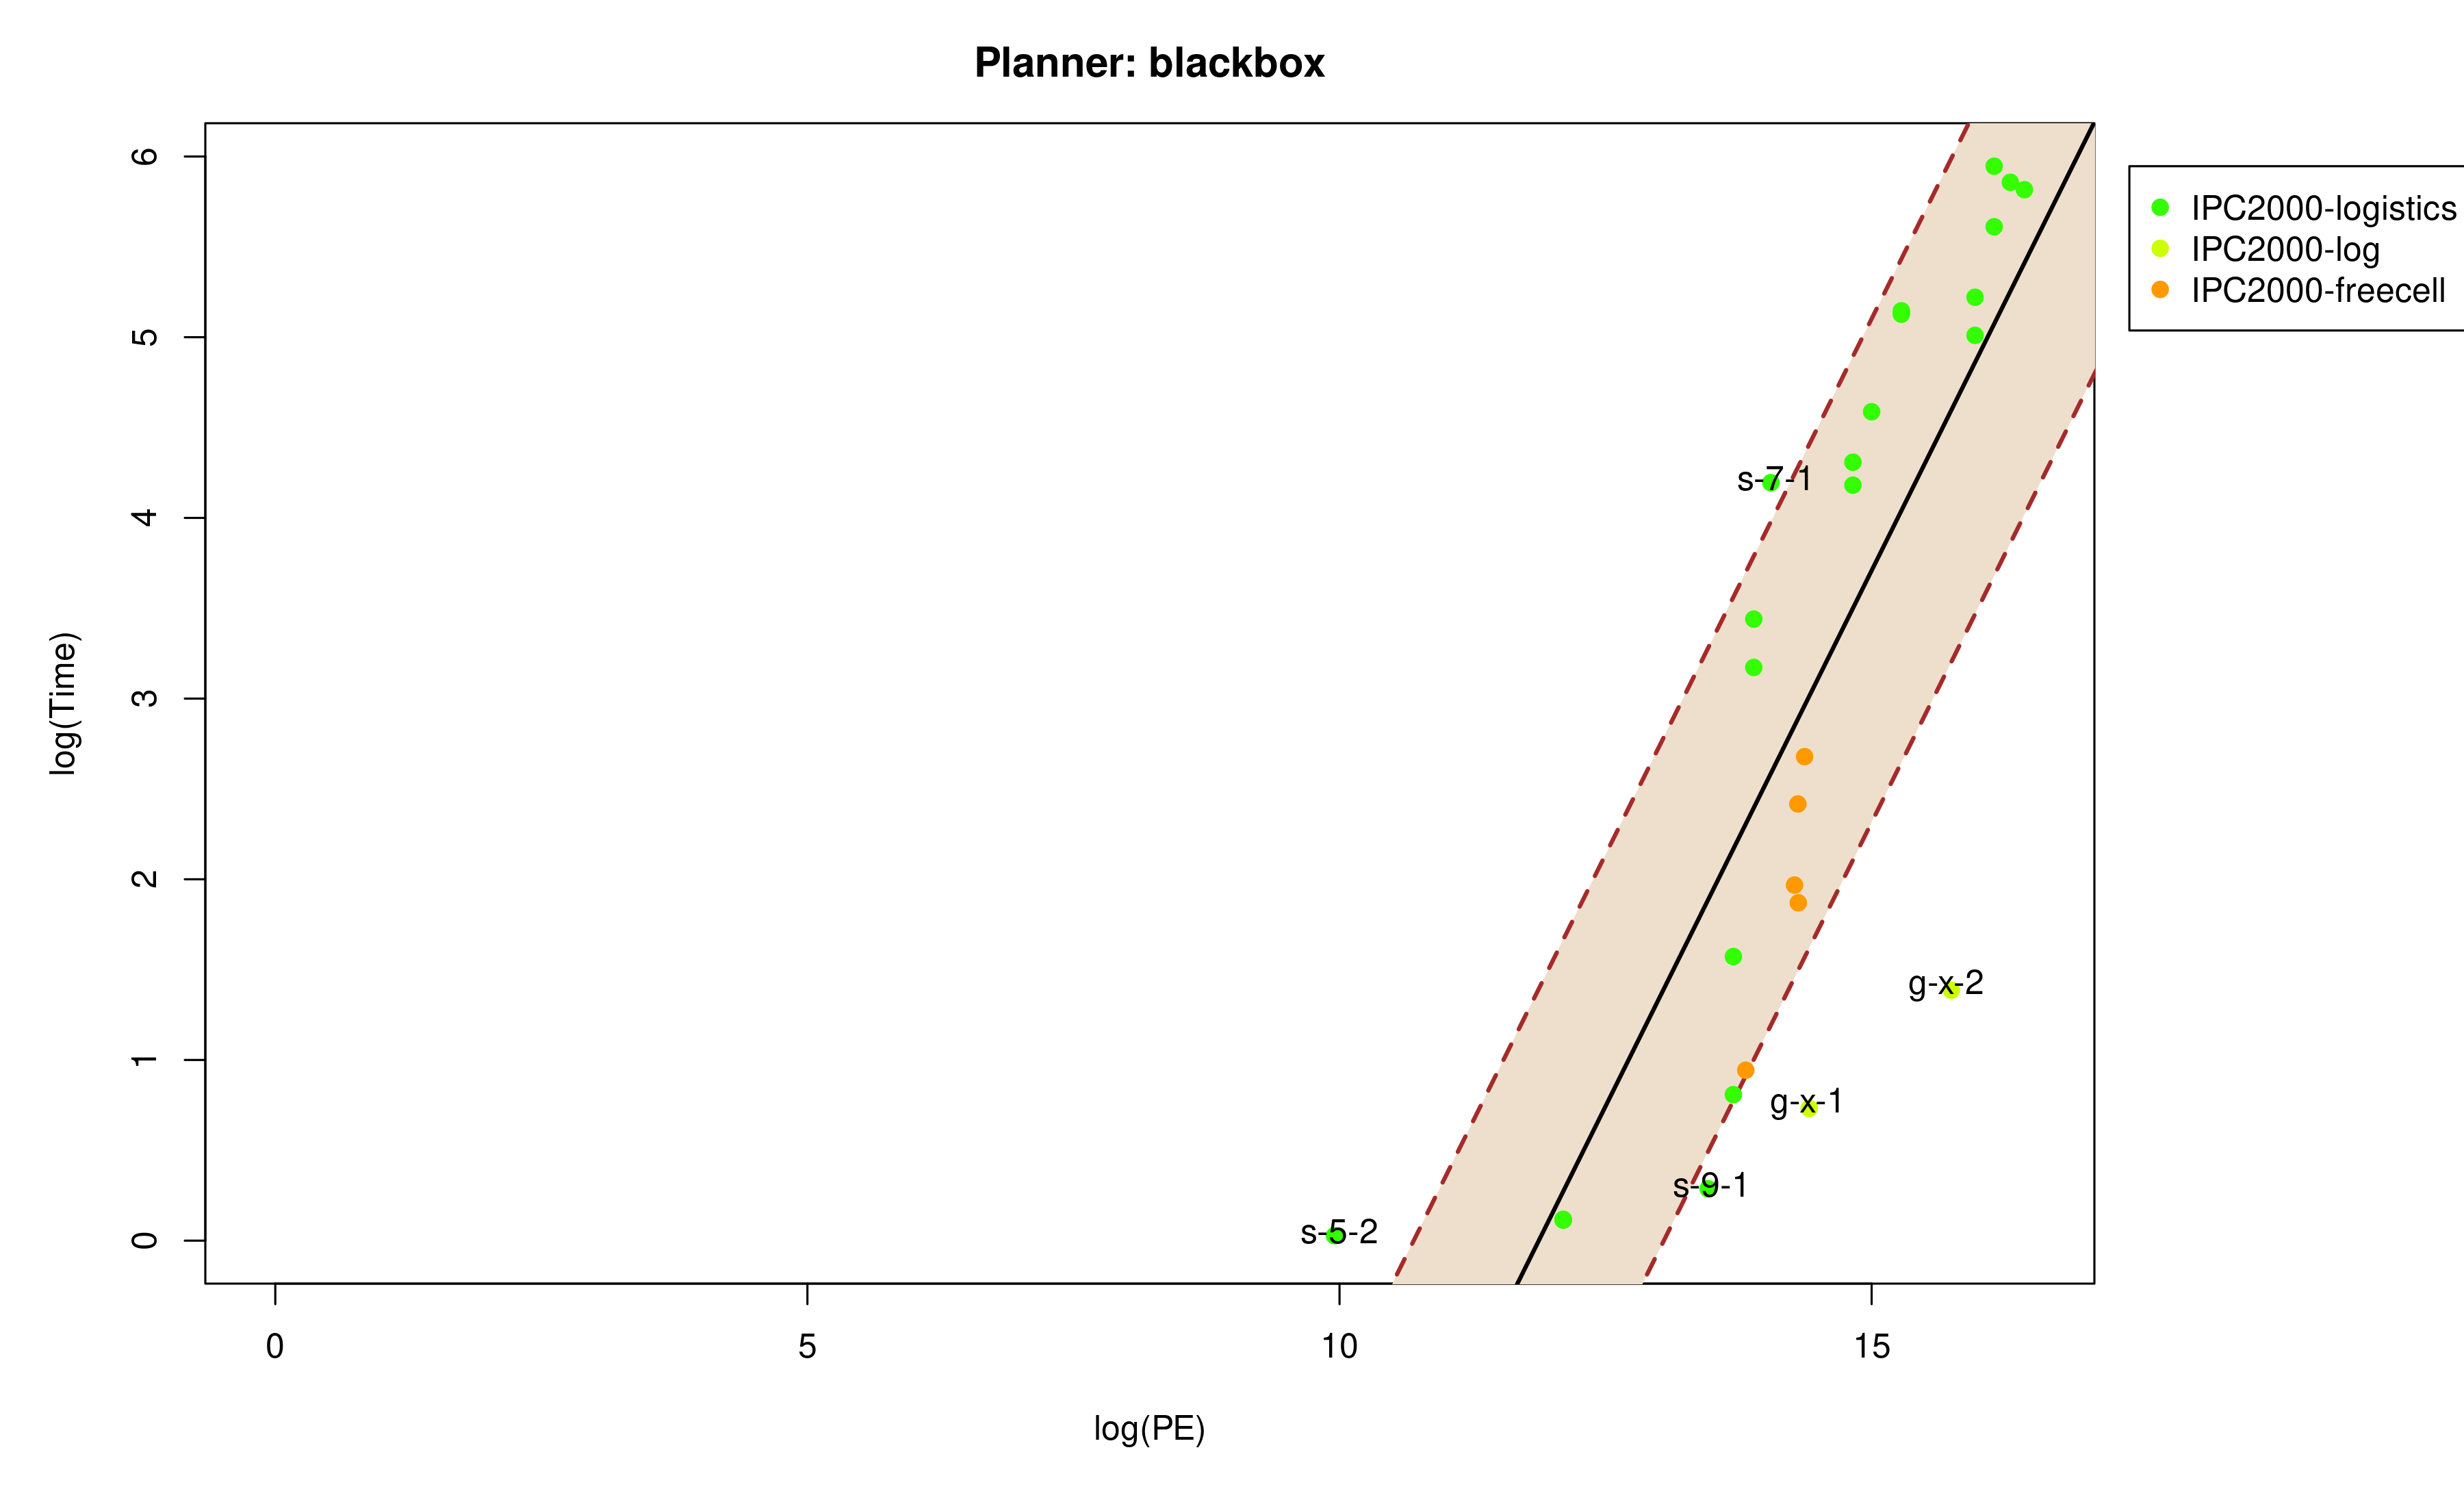 Planner: blackbox
IPC2000-logistics
IPC2000-log
IPC2000-freecell
6
5
4
3
2
1
0
log(Time)
s-7-1
g-x-2
g-x-1
s-9-1
s-5-2
0
5
10
15
log(PE)